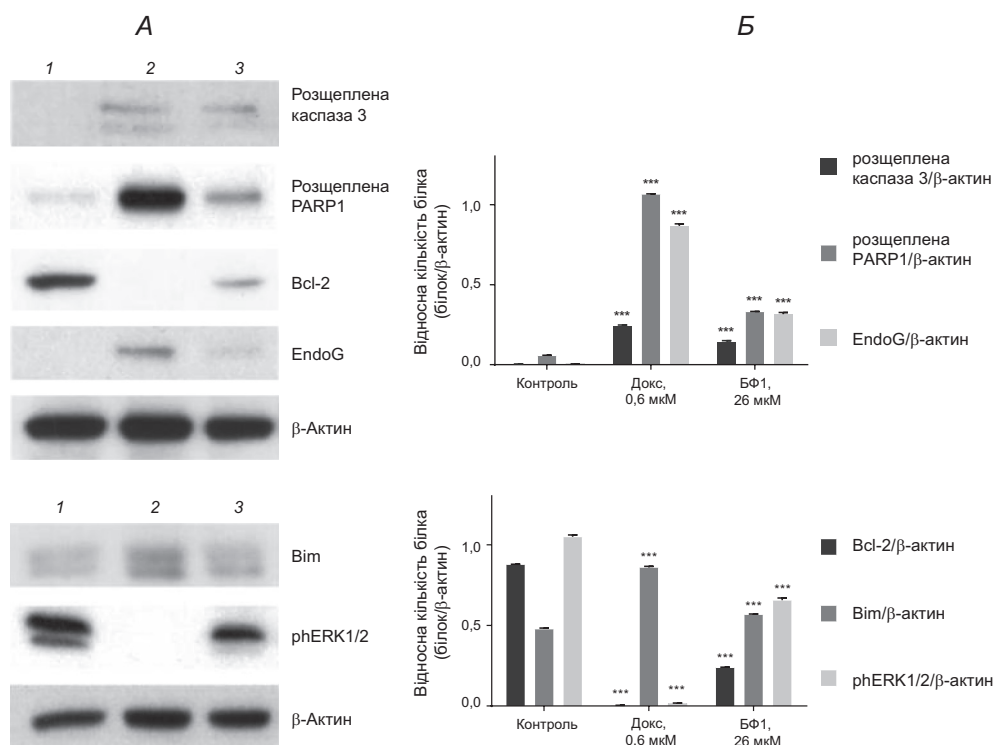 А
1 2 3
Розщеплена
каспаза 3
Розщеплена
PARP1
Bcl-2
EndoG
β-Актин
1 2 3
Bim
phERK1/2
β-Актин
Б
Відносна кількість білка
(білок/β-актин)
1,0
0,5
0,0
***
***
***
***
***
***
Контроль
Докс,
0,6 мкМ
БФ1,
26 мкМ
розщеплена
каспаза 3/β-актин
розщеплена
PARP1/β-актин
EndoG/β-актин
Відносна кількість білка
(білок/β-актин)
1,0
0,5
0,0
***
***
***
***
***
***
Контроль
Докс,
0,6 мкМ
БФ1,
26 мкМ
Bcl-2/β-актин
Bim/β-актин
phERK1/2/β-актин